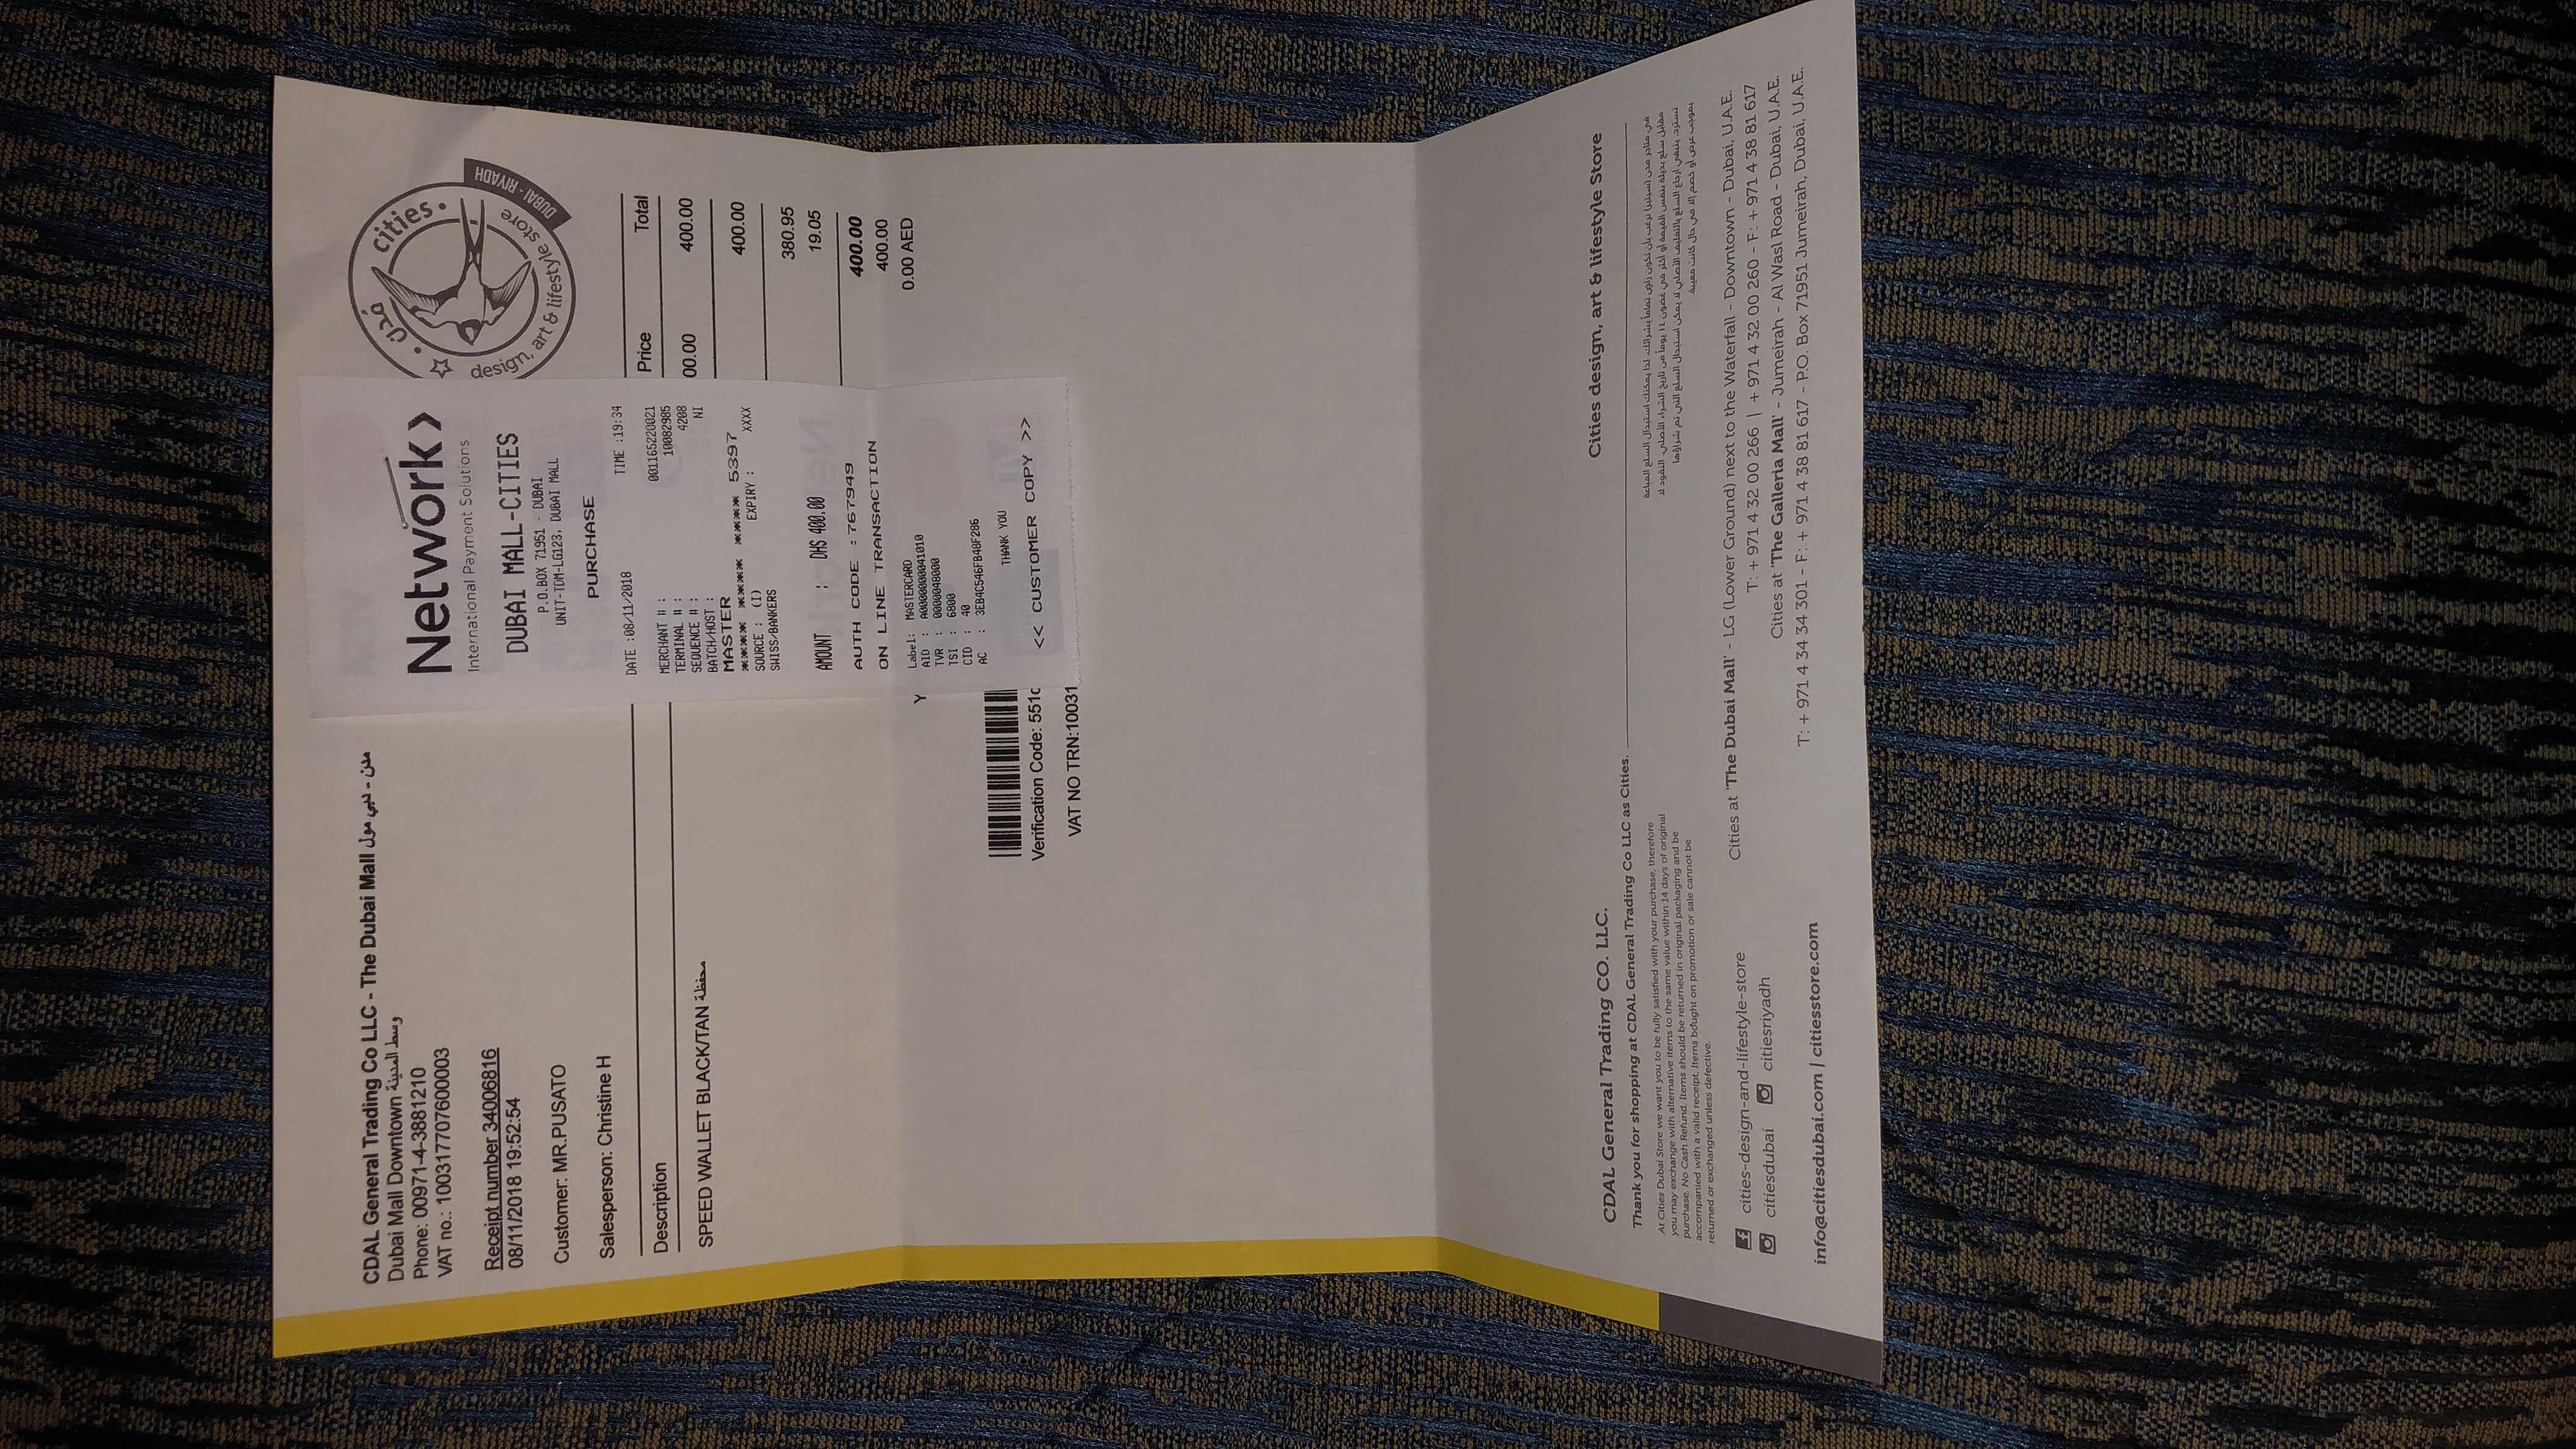 CDAL General Trading Co LLC - The Dubai Mall مدن - دبي مول
Dubai Mall Downtown وسط المدينة
Phone: 00971-4-3881210
VAT no.: 100317707600003
Receipt number 34006816
08/11/2018 19:52:54
Customer: MR.PUSATO
Salesperson: Christine H
مُدن • cities •
design, art & lifestyle store
DUBAI - RIYADH
Description Price Total
SPEED WALLET BLACK/TAN محفظة 00.00 400.00
400.00
380.95
19.05
400.00
400.00
0.00 AED
Y
Verification Code: 551c
VAT NO TRN:10031
VISA
Network›
International Payment Solutions
DUBAI MALL-CITIES
P.O.BOX 71951 - DUBAI
UNIT-TDM-LG123, DUBAI MALL
PURCHASE
DATE :08/11/2018 TIME :19:34
MERCHANT # : 001165220021
TERMINAL # : 10082985
SEQUENCE # : 4208
BATCH/HOST : NI
MASTER
**** **** **** 5397
SOURCE : (I) EXPIRY : XXXX
SWISS/BANKERS
AMOUNT : DHS 400.00
AUTH CODE :767949
ON LINE TRANSACTION
Label: MASTERCARD
AID : A0000000041010
TVR : 0000048000
TSI : 6800
CID : 40
AC : 3EB4C546FB48F286
THANK YOU
<< CUSTOMER COPY >>
CDAL General Trading CO. LLC. Cities design, art & lifestyle Store
Thank you for shopping at CDAL General Trading Co LLC as Cities.
At Cities Dubai Store we want you to be fully satisfied with your purchase, therefore
you may exchange with alternative items to the same value within 14 days of original
purchase. No Cash Refund. Items should be returned in original packaging and be
accompanied with a valid receipt. Items bought on promotion or sale cannot be
returned or exchanged unless defective.
في متاجر مدن (سيتيز) نرغب بأن تكون راضٍ تماماً بشرائك، لذا يمكنك استبدال السلع المباعة
مقابل سلع بديلة بنفس القيمة أو أكثر في غضون ١٤ يوماً من تاريخ الشراء الأصلي. النقود لا
تسترد. ينبغي إرجاع السلع بالتغليف الأصلي لا يمكن استبدال السلع التي تم شراؤها
بموجب عرض أو خصم إلا في حال كانت معيبة.
cities-design-and-lifestyle-store
citiesdubai citiesriyadh
info@citiesdubai.com | citiesstore.com
Cities at 'The Dubai Mall' - LG (Lower Ground) next to the Waterfall - Downtown - Dubai, U.A.E.
T: + 971 4 32 00 266 | + 971 4 32 00 260 - F: + 971 4 38 81 617
Cities at 'The Galleria Mall' - Jumeirah - Al Wasl Road - Dubai, U.A.E.
T: + 971 4 34 34 301 - F: + 971 4 38 81 617 - P.O. Box 71951 Jumeirah, Dubai, U.A.E.